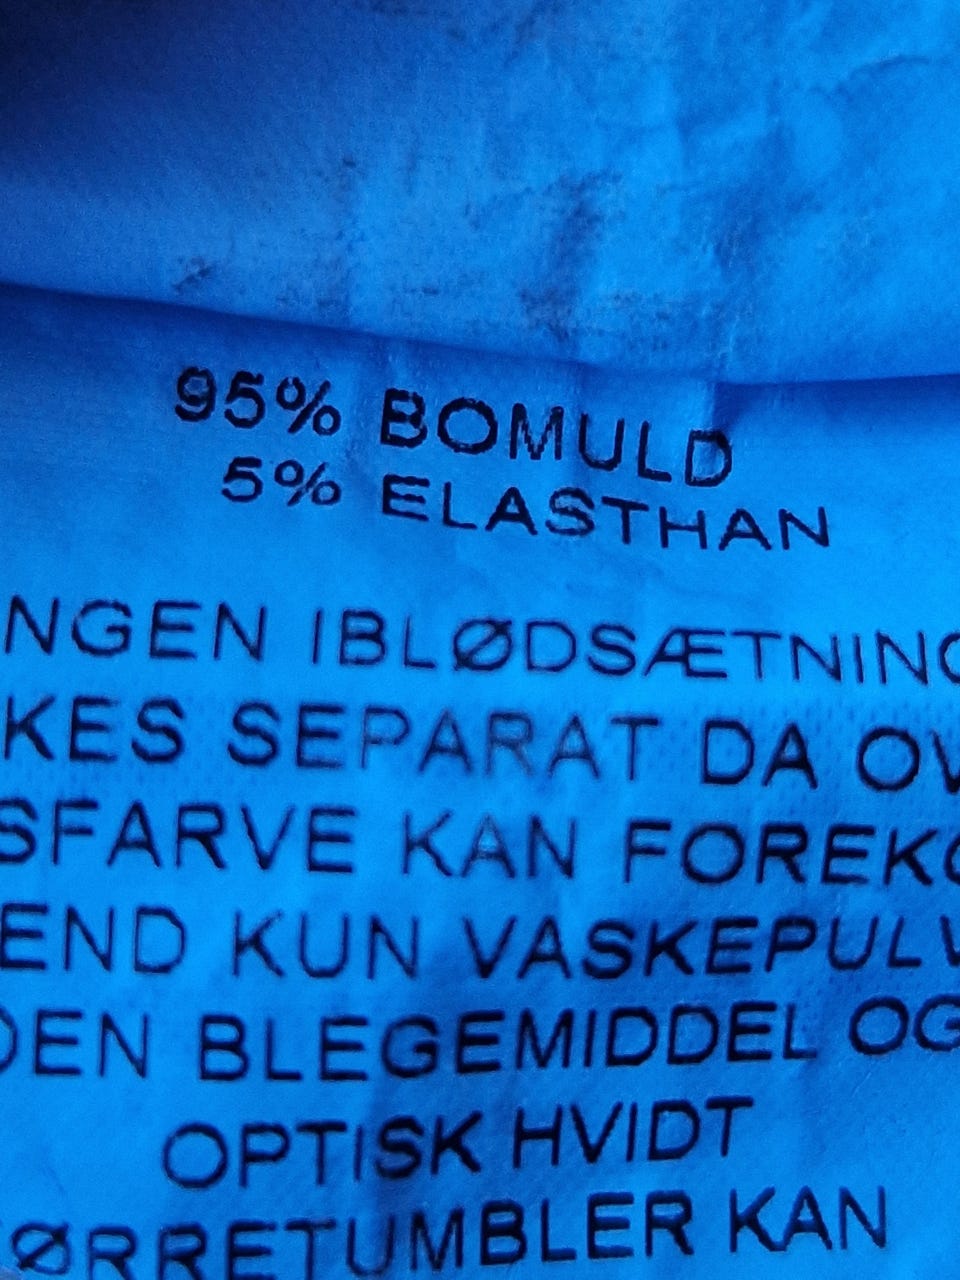 95% BOMULD
5% ELASTHAN
NGEN IBLØDSÆTNING
KES SEPARAT DA OV
SFARVE KAN FOREKO
END KUN VASKEPULV
DEN BLEGEMIDDEL OG
OPTISK HVIDT
ØRRETUMBLER KAN